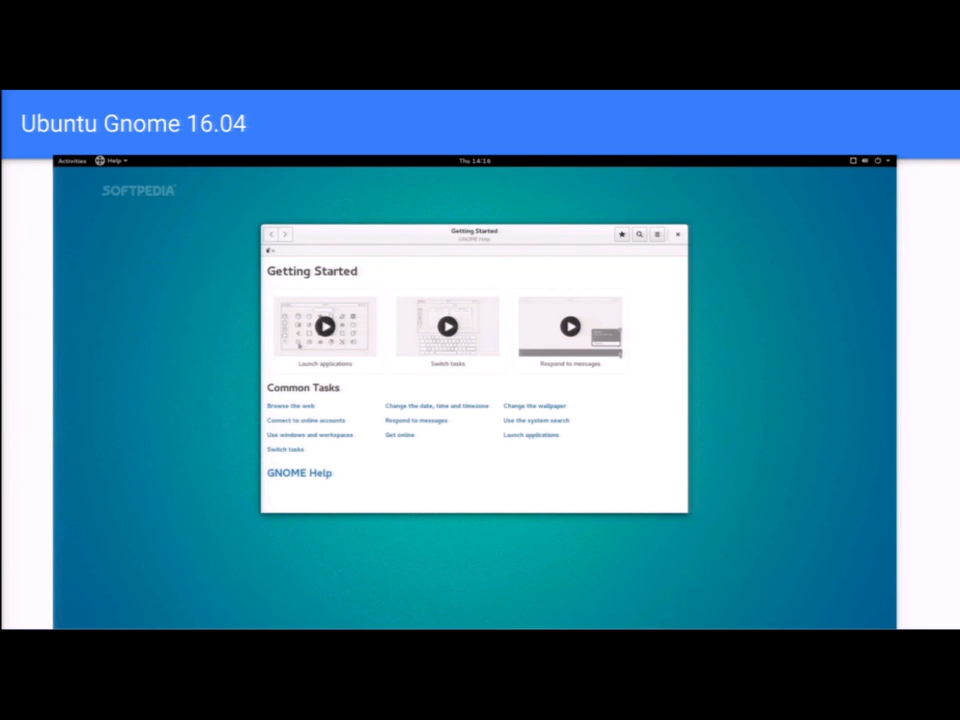 Ubuntu Gnome 16.04
Activities Help Thu 14:16
SOFTPEDIA
Getting Started
GNOME Help
Getting Started
Launch applications Switch tasks Respond to messages
Common Tasks
Browse the web Change the date, time and timezone Change the wallpaper
Connect to online accounts Respond to messages Use the system search
Use windows and workspaces Get online Launch applications
Switch tasks
GNOME Help